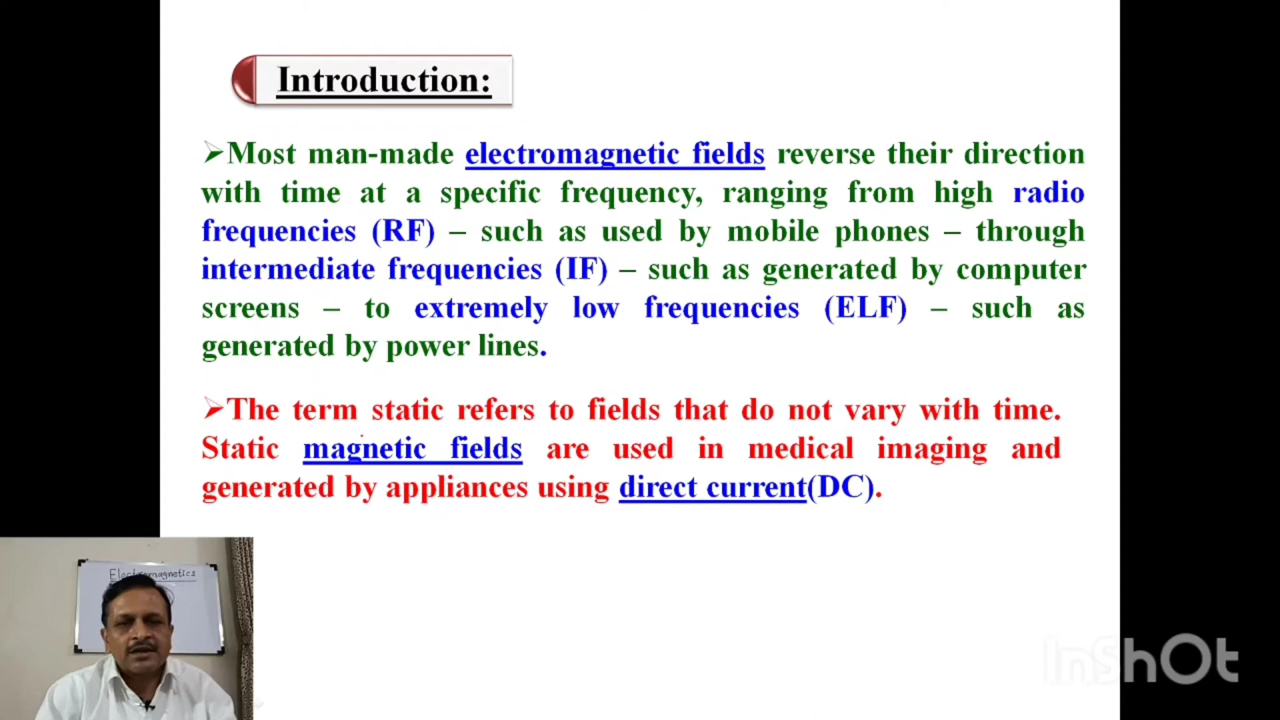 Introduction:
➢Most man-made electromagnetic fields reverse their direction
with time at a specific frequency, ranging from high radio
frequencies (RF) – such as used by mobile phones – through
intermediate frequencies (IF) – such as generated by computer
screens – to extremely low frequencies (ELF) – such as
generated by power lines.
➢The term static refers to fields that do not vary with time.
Static magnetic fields are used in medical imaging and
generated by appliances using direct current(DC).
Electromagnetics
InShOt